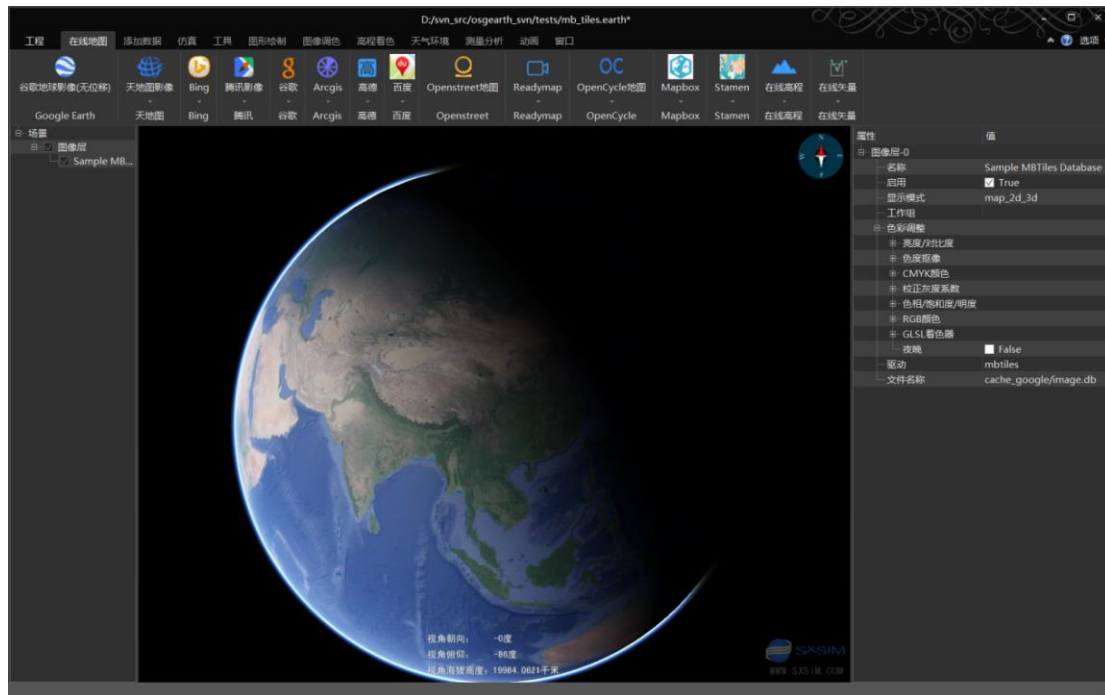 D:/svn_src/osgearth_svn/tests/mb_tiles.earth*
工程 在线地图 添加数据 仿真 工具 图形绘制 图像调色 高程着色 天气环境 测量分析 动画 窗口 选项
谷歌地球影像(无位移) 天地图影像 Bing 腾讯影像 谷歌 Arcgis 高德 百度 Openstreet地图 Readymap OpenCycle地图 Mapbox Stamen 在线高程 在线矢量
Google Earth 天地图 Bing 腾讯 谷歌 Arcgis 高德 百度 Openstreet Readymap OpenCycle Mapbox Stamen 在线高程 在线矢量
场景
图像层
Sample MB...
属性 值
图像层-0
名称 Sample MBTiles Database
启用 True
显示模式 map_2d_3d
工作组
色彩调整
亮度/对比度
色度抠像
CMYK颜色
校正灰度系数
色相/饱和度/明度
RGB颜色
GLSL着色器
夜晚 False
驱动 mbtiles
文件名称 cache_google/image.db
视角朝向: -0度
视角俯仰: -86度
视角海拔高度: 19984.0621千米
SXSIM
WWW.SXSIM.COM